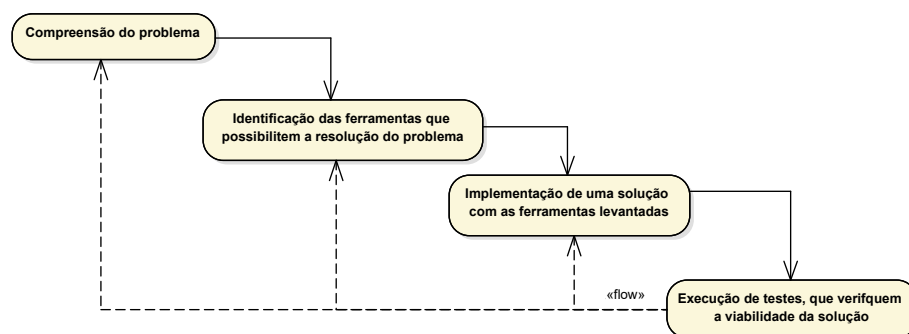 Compreensão do problema
Identificação das ferramentas que
possibilitem a resolução do problema
Implementação de uma solução
com as ferramentas levantadas
«flow»
Execução de testes, que verifquem
a viabilidade da solução